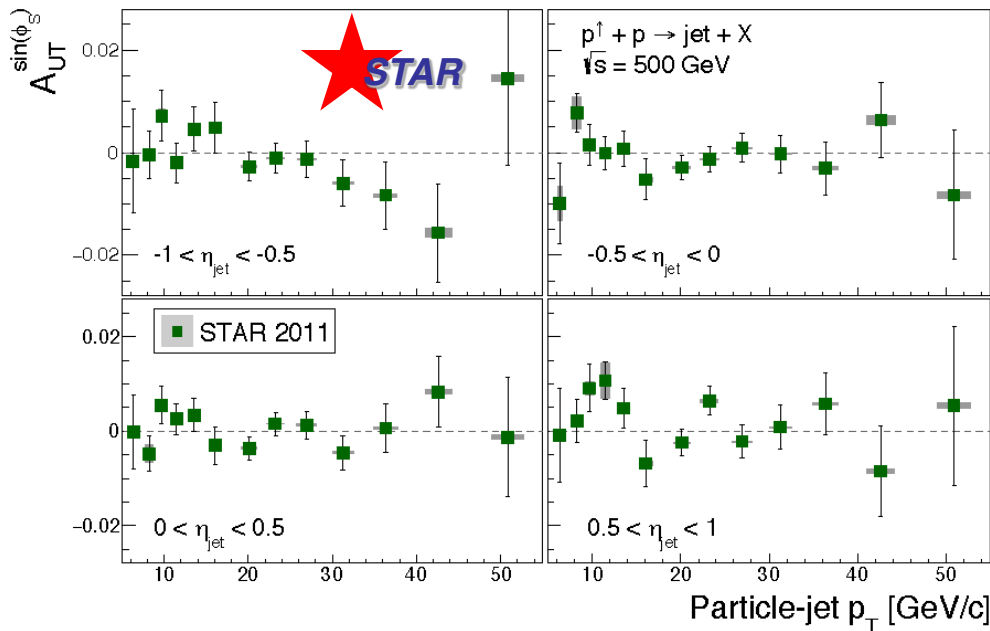 A_UT^sin(ϕ_S)
STAR
p↑ + p → jet + X
√s = 500 GeV
0.02
0
−0.02
-1 < η_jet < -0.5
-0.5 < η_jet < 0
STAR 2011
0.02
0
−0.02
0 < η_jet < 0.5
0.5 < η_jet < 1
10 20 30 40 50 10 20 30 40 50
Particle-jet p_T [GeV/c]